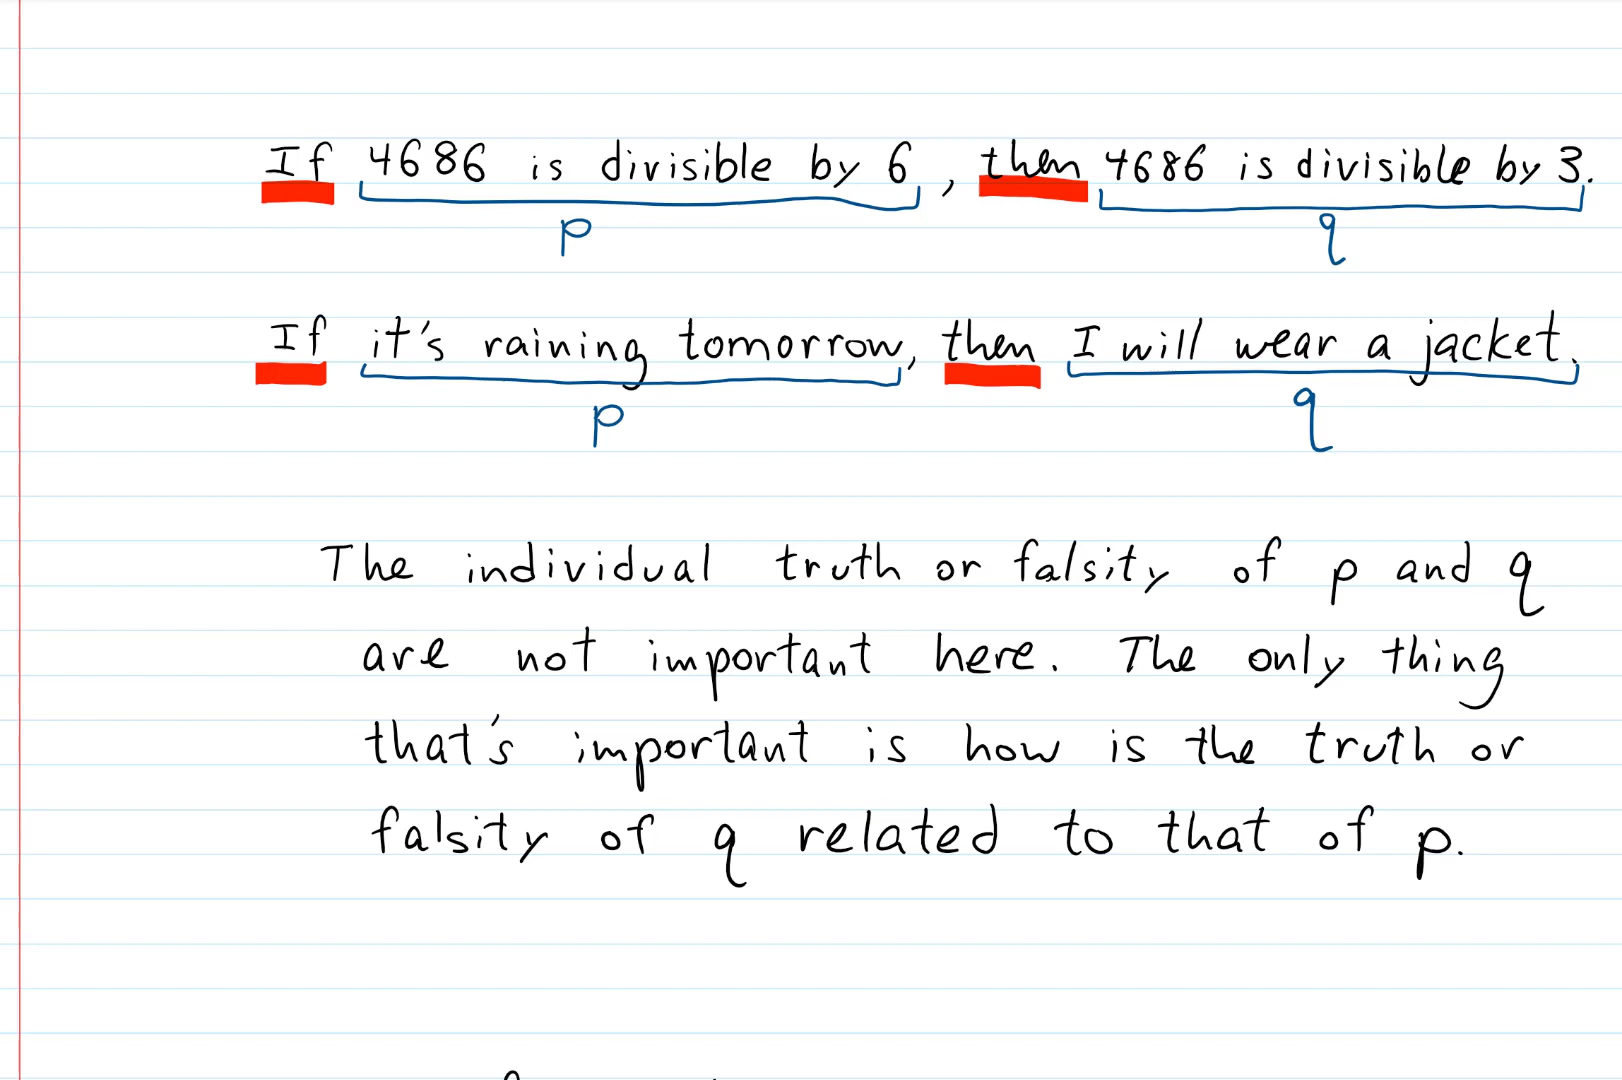 If 4686 is divisible by 6, then 4686 is divisible by 3.
p q
If it's raining tomorrow, then I will wear a jacket.
p q
The individual truth or falsity of p and q
are not important here. The only thing
that's important is how is the truth or
falsity of q related to that of p.